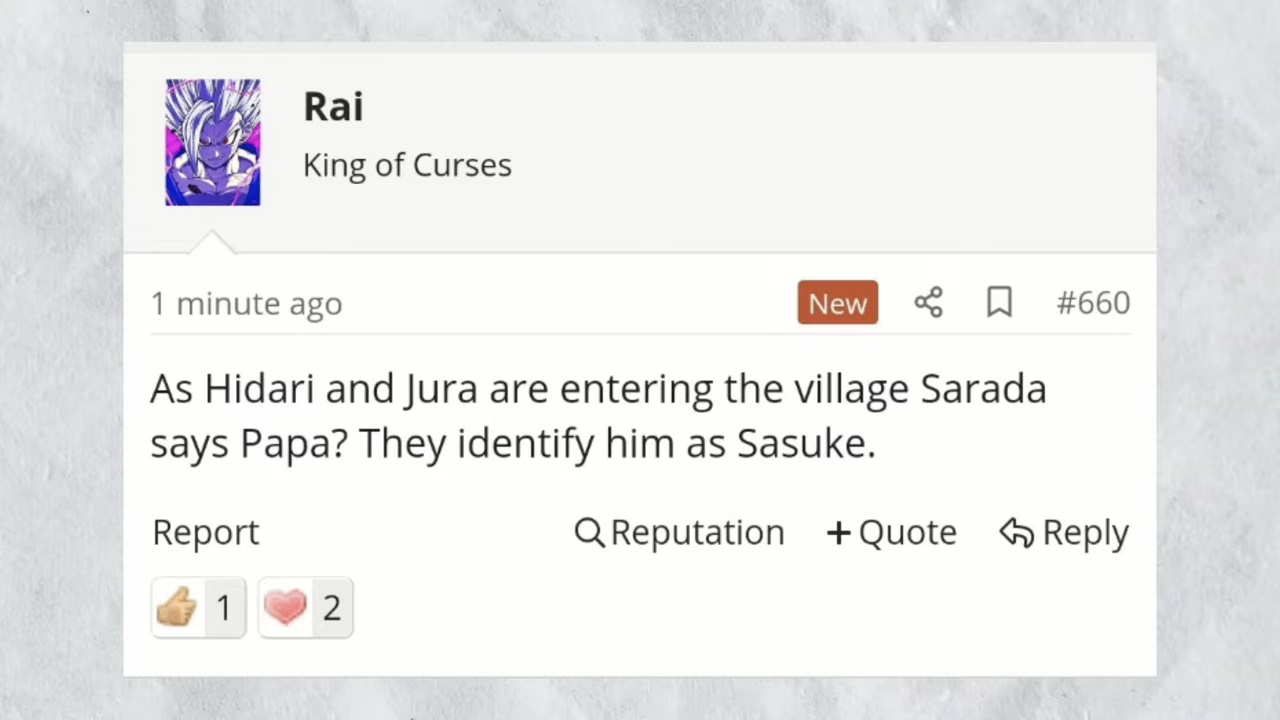 Rai
King of Curses
1 minute ago
New
#660
As Hidari and Jura are entering the village Sarada
says Papa? They identify him as Sasuke.
Report
Reputation
+ Quote
Reply
1
2